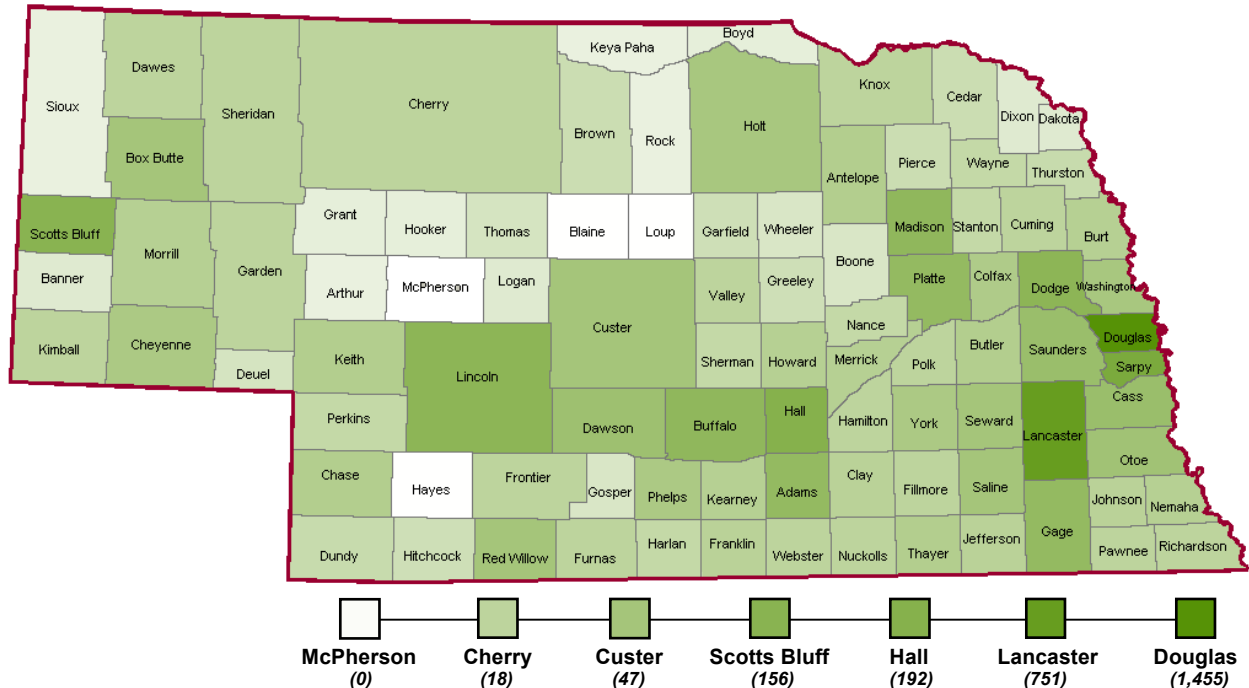 Boyd
Keya Paha
Dawes
Knox
Cedar
Sioux
Cherry
Sheridan
Dixon
Dakota
Holt
Brown
Rock
Box Butte
Pierce
Wayne
Antelope
Thurston
Grant
Hooker
Thomas
Blaine
Loup
Garfield
Wheeler
Madison
Stanton
Cuming
Scotts Bluff
Burt
Morrill
Boone
Garden
Banner
Arthur
McPherson
Logan
Valley
Greeley
Platte
Colfax
Dodge
Washington
Custer
Nance
Douglas
Kimball
Cheyenne
Keith
Sherman
Howard
Merrick
Butler
Saunders
Polk
Sarpy
Deuel
Lincoln
Cass
Perkins
Dawson
Buffalo
Hall
Hamilton
York
Seward
Lancaster
Otoe
Chase
Hayes
Frontier
Gosper
Phelps
Kearney
Adams
Clay
Fillmore
Saline
Johnson
Nemaha
Gage
Dundy
Hitchcock
Red Willow
Furnas
Harlan
Franklin
Webster
Nuckolls
Thayer
Jefferson
Pawnee
Richardson
McPherson
(0)
Cherry
(18)
Custer
(47)
Scotts Bluff
(156)
Hall
(192)
Lancaster
(751)
Douglas
(1,455)